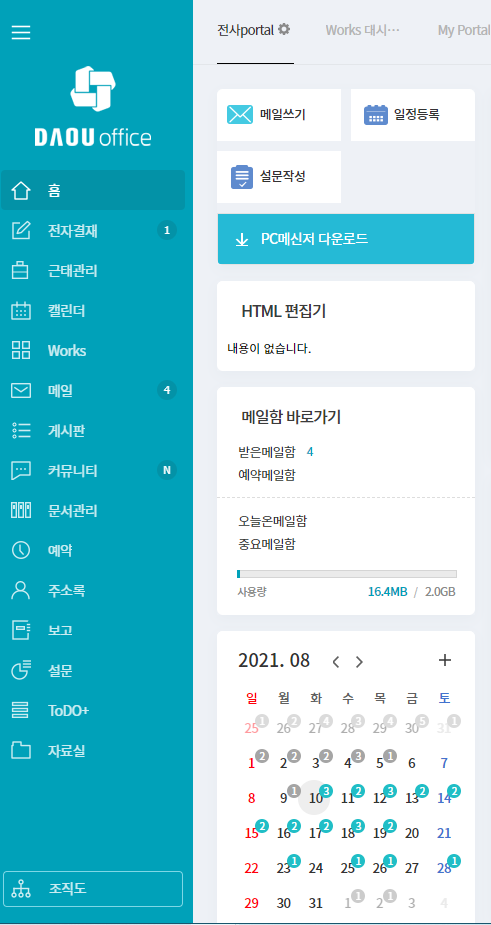 DAOU office
홈
전자결재 1
근태관리
캘린더
Works
메일 4
게시판
커뮤니티 N
문서관리
예약
주소록
보고
설문
ToDO+
자료실
조직도
전사portal Works 대시… My Portal
메일쓰기 일정등록
설문작성
PC메신저 다운로드
HTML 편집기
내용이 없습니다.
메일함 바로가기
받은메일함 4
예약메일함
오늘온메일함
중요메일함
사용량 16.4MB / 2.0GB
2021. 08 < > +
일 월 화 수 목 금 토
25 1 26 2 27 4 28 3 29 4 30 5 31 1
1 2 2 2 3 2 4 3 5 1 6 7
8 9 1 10 3 11 2 12 3 13 2 14 2
15 2 16 2 17 2 18 3 19 2 20 21
22 23 1 24 25 1 26 1 27 28 1
29 30 31 1 1 2 1 3 4